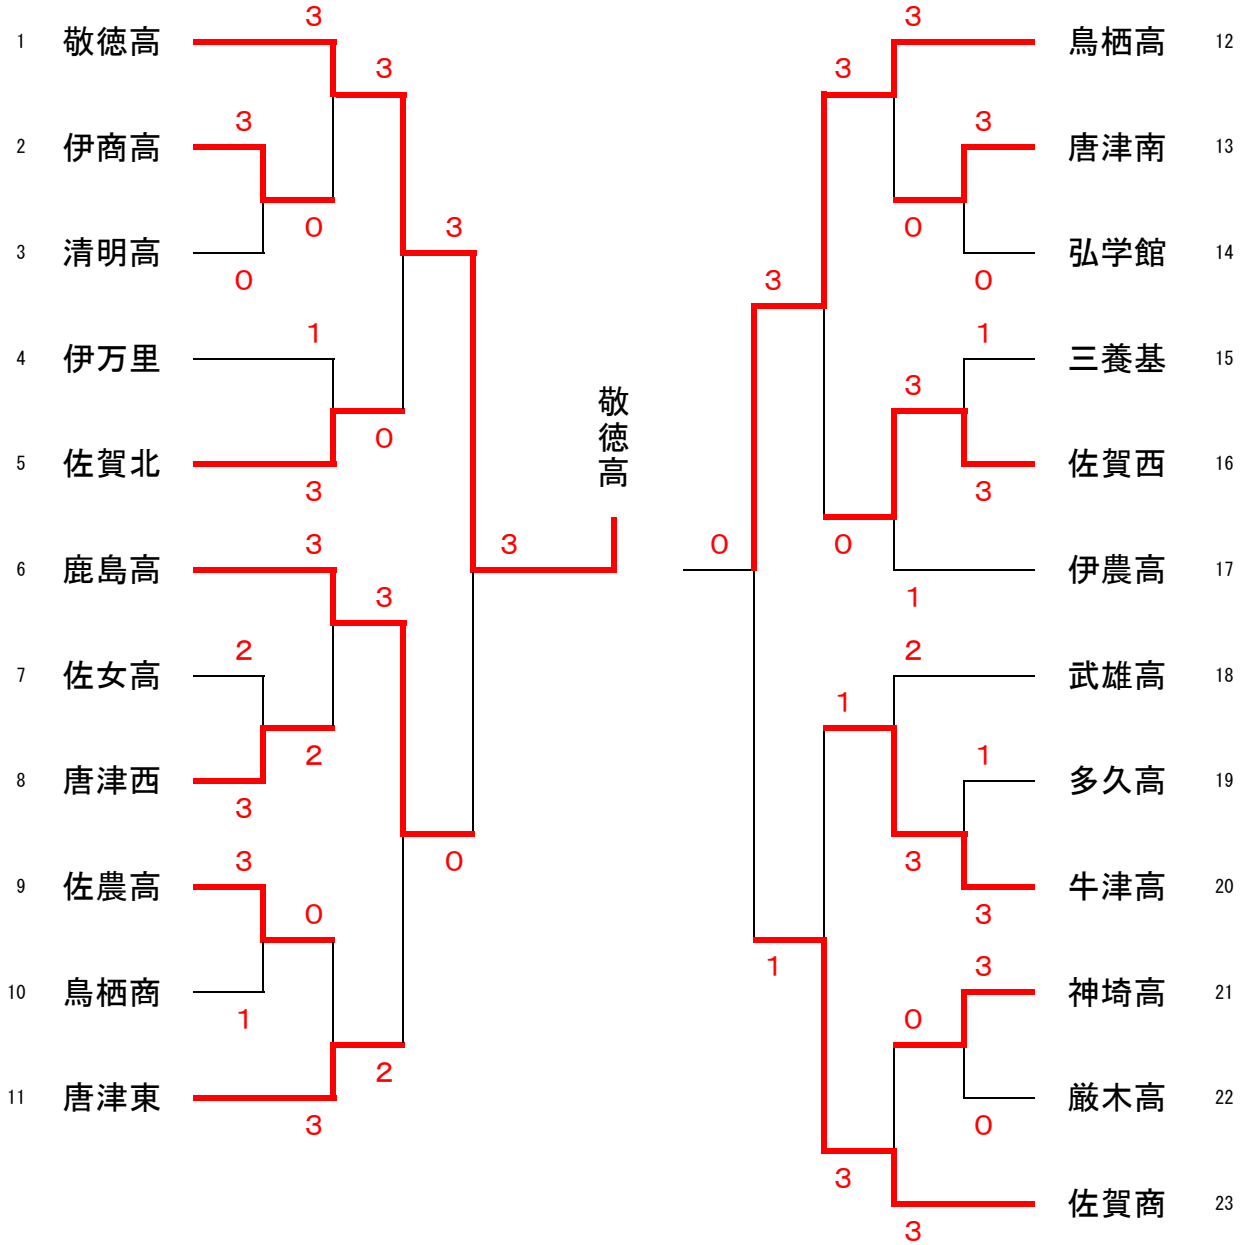 3
1 敬徳高
3
3
2 伊商高
0
3
3 清明高
0
1
4 伊万里
0
5 佐賀北
3
3
6 鹿島高
3
2
7 佐女高
2
8 唐津西
3
3
0
9 佐農高
0
10 鳥栖商
1
2
11 唐津東
3
敬徳高
3
0
3
鳥栖高 12
3
3
唐津南 13
0
弘学館 14
0
3
1
三養基 15
3
佐賀西 16
3
0
伊農高 17
1
2
武雄高 18
1
1
多久高 19
3
牛津高 20
3
1
3
神埼高 21
0
厳木高 22
0
3
佐賀商 23
3